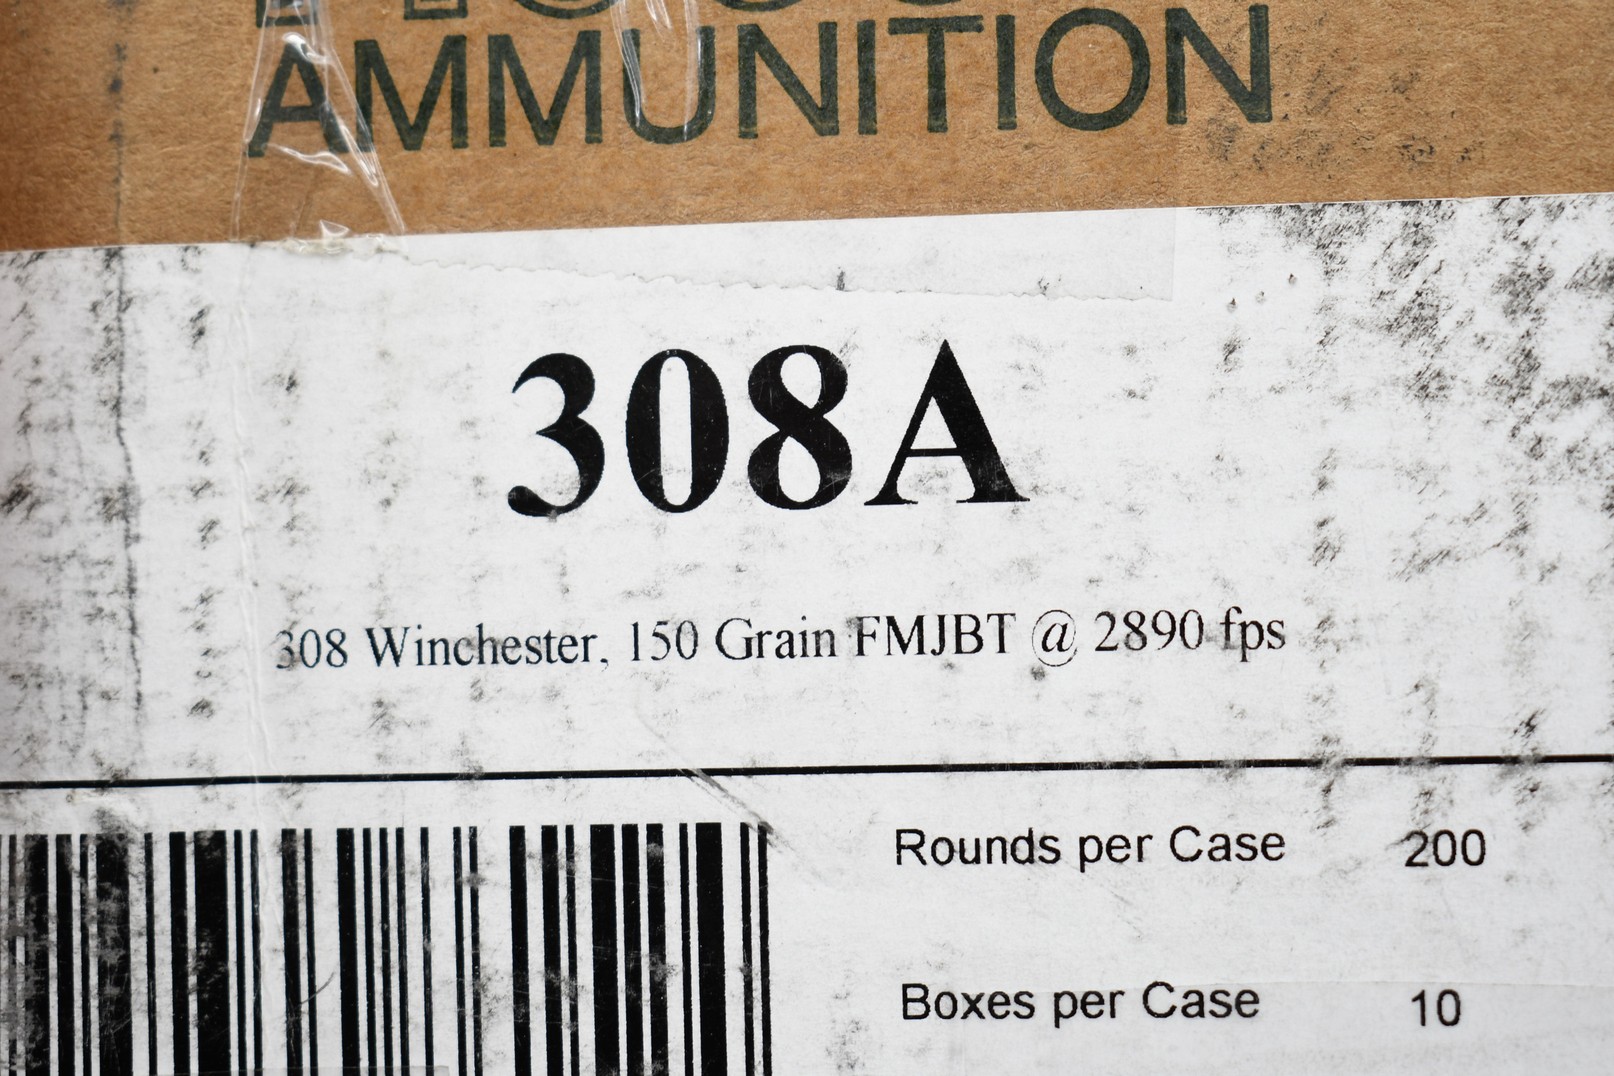 AMMUNITION
308A
308 Winchester, 150 Grain FMJBT @ 2890 fps
Rounds per Case 200
Boxes per Case 10